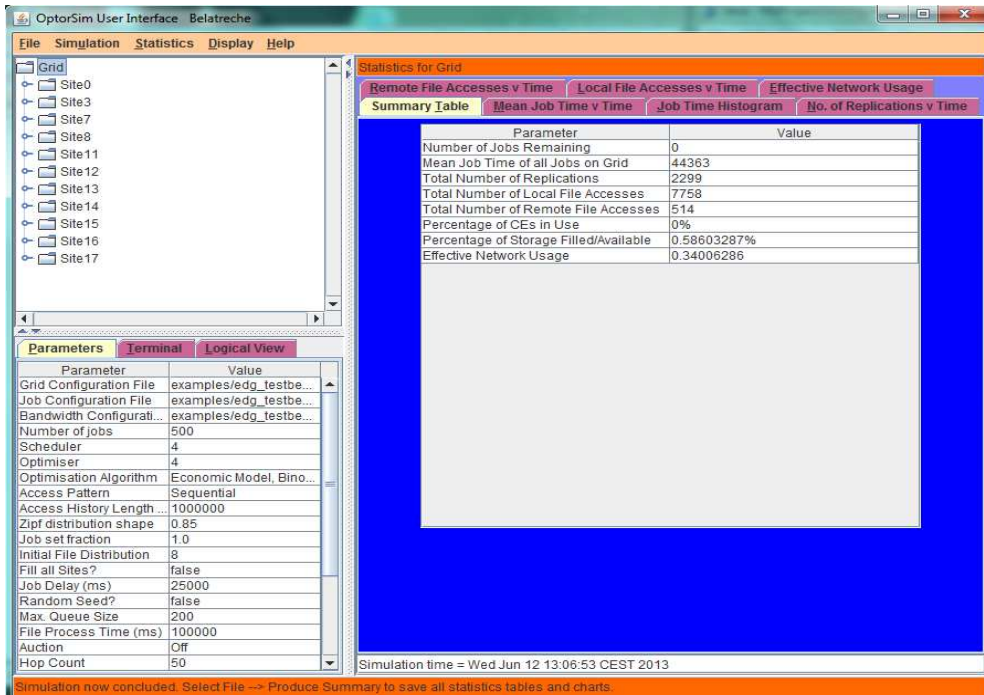 OptorSim User Interface Belatreche
File Simulation Statistics Display Help
Grid
Site0
Site3
Site7
Site8
Site11
Site12
Site13
Site14
Site15
Site16
Site17
Parameters Terminal Logical View
Parameter Value
Grid Configuration File examples/edg_testbe...
Job Configuration File examples/edg_testbe...
Bandwidth Configurati... examples/edg_testbe...
Number of jobs 500
Scheduler 4
Optimiser 4
Optimisation Algorithm Economic Model, Bino...
Access Pattern Sequential
Access History Length ... 1000000
Zipf distribution shape 0.85
Job set fraction 1.0
Initial File Distribution 8
Fill all Sites? false
Job Delay (ms) 25000
Random Seed? false
Max. Queue Size 200
File Process Time (ms) 100000
Auction Off
Hop Count 50
Statistics for Grid
Remote File Accesses v Time Local File Accesses v Time Effective Network Usage
Summary Table Mean Job Time v Time Job Time Histogram No. of Replications v Time
Parameter Value
Number of Jobs Remaining 0
Mean Job Time of all Jobs on Grid 44363
Total Number of Replications 2299
Total Number of Local File Accesses 7758
Total Number of Remote File Accesses 514
Percentage of CEs in Use 0%
Percentage of Storage Filled/Available 0.58603287%
Effective Network Usage 0.34006286
Simulation time = Wed Jun 12 13:06:53 CEST 2013
Simulation now concluded. Select File --> Produce Summary to save all statistics tables and charts.